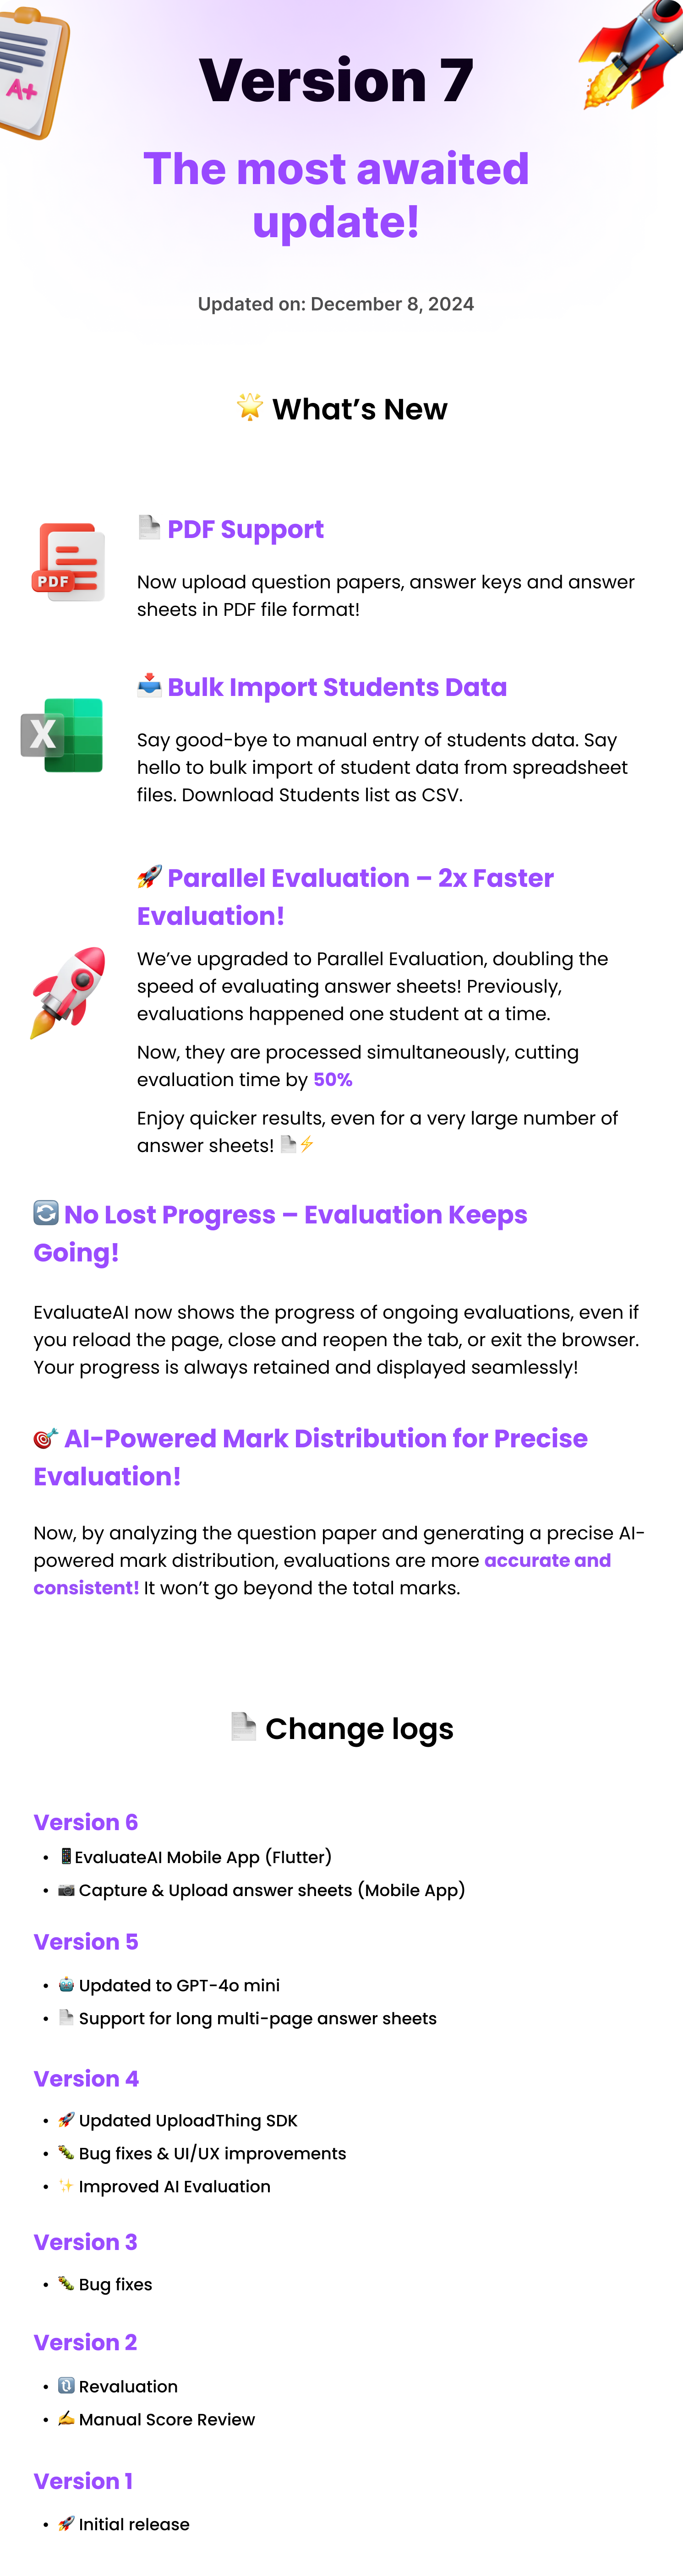 A+
Version 7
The most awaited
update!
Updated on: December 8, 2024
🌟 What’s New
📄 PDF Support
PDF
Now upload question papers, answer keys and answer
sheets in PDF file format!
📥 Bulk Import Students Data
X
Say good-bye to manual entry of students data. Say
hello to bulk import of student data from spreadsheet
files. Download Students list as CSV.
🚀 Parallel Evaluation – 2x Faster
Evaluation!
We’ve upgraded to Parallel Evaluation, doubling the
speed of evaluating answer sheets! Previously,
evaluations happened one student at a time.
Now, they are processed simultaneously, cutting
evaluation time by 50%
Enjoy quicker results, even for a very large number of
answer sheets! 📄⚡
🔄 No Lost Progress – Evaluation Keeps
Going!
EvaluateAI now shows the progress of ongoing evaluations, even if
you reload the page, close and reopen the tab, or exit the browser.
Your progress is always retained and displayed seamlessly!
🎯 AI-Powered Mark Distribution for Precise
Evaluation!
Now, by analyzing the question paper and generating a precise AI-
powered mark distribution, evaluations are more accurate and
consistent! It won’t go beyond the total marks.
📄 Change logs
Version 6
• 📱EvaluateAI Mobile App (Flutter)
• 📷 Capture & Upload answer sheets (Mobile App)
Version 5
• 🤖 Updated to GPT-4o mini
• 📄 Support for long multi-page answer sheets
Version 4
• 🚀 Updated UploadThing SDK
• 🐛 Bug fixes & UI/UX improvements
• ✨ Improved AI Evaluation
Version 3
• 🐛 Bug fixes
Version 2
• 🔃 Revaluation
• ✍️ Manual Score Review
Version 1
• 🚀 Initial release